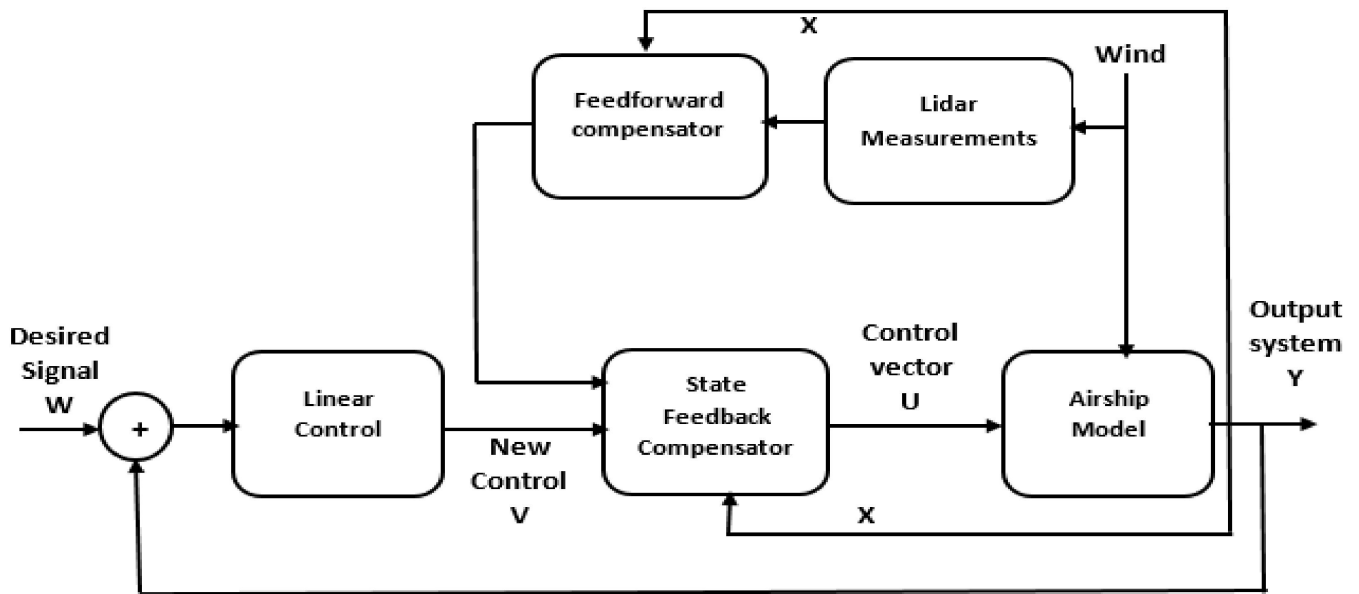 X
Wind
Feedforward
compensator
Lidar
Measurements
Desired
Signal
W
+
Linear
Control
New
Control
V
State
Feedback
Compensator
Control
vector
U
Airship
Model
Output
system
Y
X